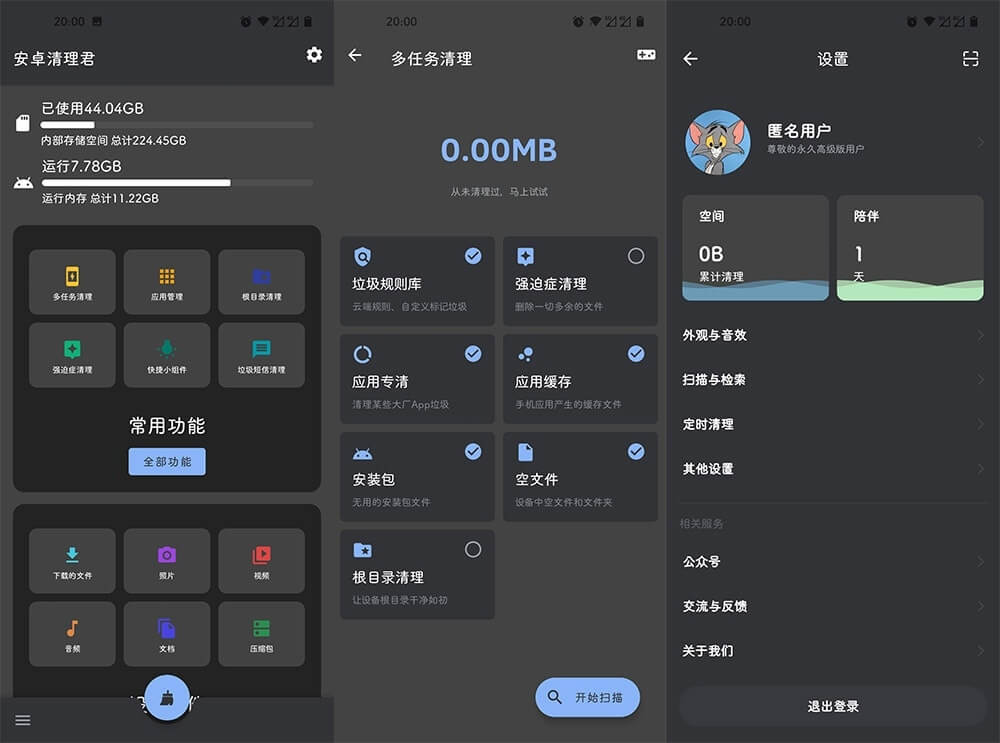 20:00
安卓清理君
已使用44.04GB
内部存储空间 总计224.45GB
运行7.78GB
运行内存 总计11.22GB
多任务清理
应用管理
根目录清理
强迫症清理
快捷小组件
垃圾短信清理
常用功能
全部功能
下载的文件
照片
视频
音频
文档
压缩包
20:00
多任务清理
0.00MB
从未清理过，马上试试
垃圾规则库
云端规则、自定义标记垃圾
强迫症清理
删除一切多余的文件
应用专清
清理某些大厂App垃圾
应用缓存
手机应用产生的缓存文件
安装包
无用的安装包文件
空文件
设备中空文件和文件夹
根目录清理
让设备根目录干净如初
开始扫描
20:00
设置
匿名用户
尊敬的永久高级版用户
空间
0B
累计清理
陪伴
1
天
外观与音效
扫描与检索
定时清理
其他设置
相关服务
公众号
交流与反馈
关于我们
退出登录